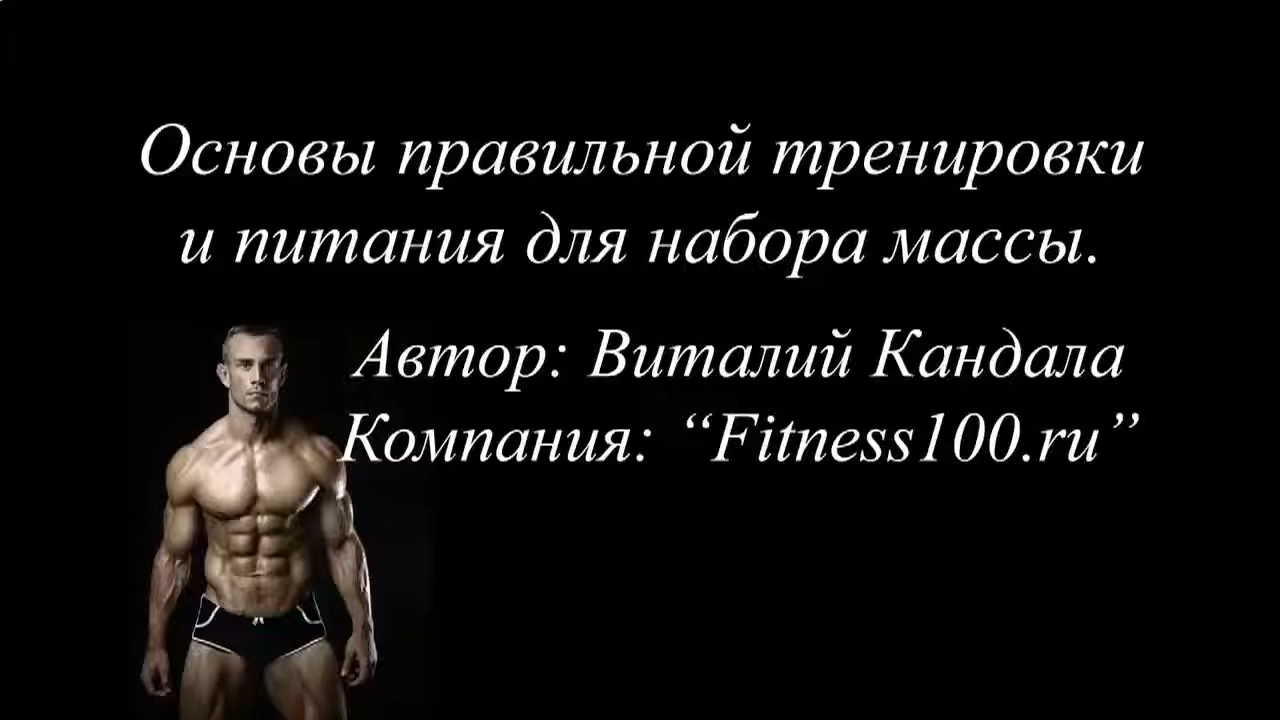 Основы правильной тренировки
и питания для набора массы.
Автор: Виталий Кандала
Компания: “Fitness100.ru”